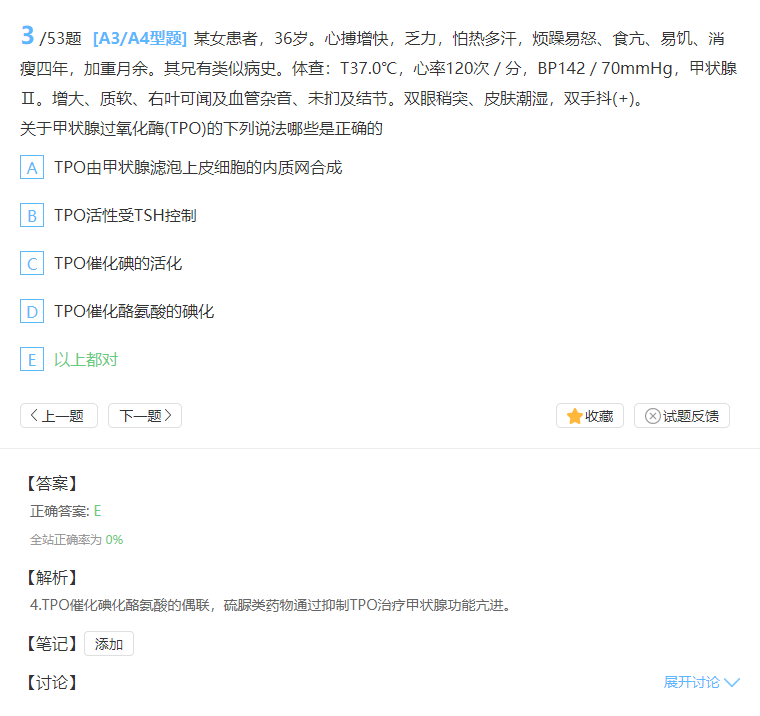 3 /53题 [A3/A4型题] 某女患者，36岁。心搏增快，乏力，怕热多汗，烦躁易怒、食亢、易饥、消
瘦四年，加重月余。其兄有类似病史。体查：T37.0℃，心率120次／分，BP142／70mmHg，甲状腺
Ⅱ。增大、质软、右叶可闻及血管杂音、未扪及结节。双眼稍突、皮肤潮湿，双手抖(+)。
关于甲状腺过氧化酶(TPO)的下列说法哪些是正确的
A TPO由甲状腺滤泡上皮细胞的内质网合成
B TPO活性受TSH控制
C TPO催化碘的活化
D TPO催化酪氨酸的碘化
E 以上都对
上一题 下一题 收藏 试题反馈
【答案】
正确答案: E
全站正确率为 0%
【解析】
4.TPO催化碘化酪氨酸的偶联，硫脲类药物通过抑制TPO治疗甲状腺功能亢进。
【笔记】 添加
【讨论】 展开讨论